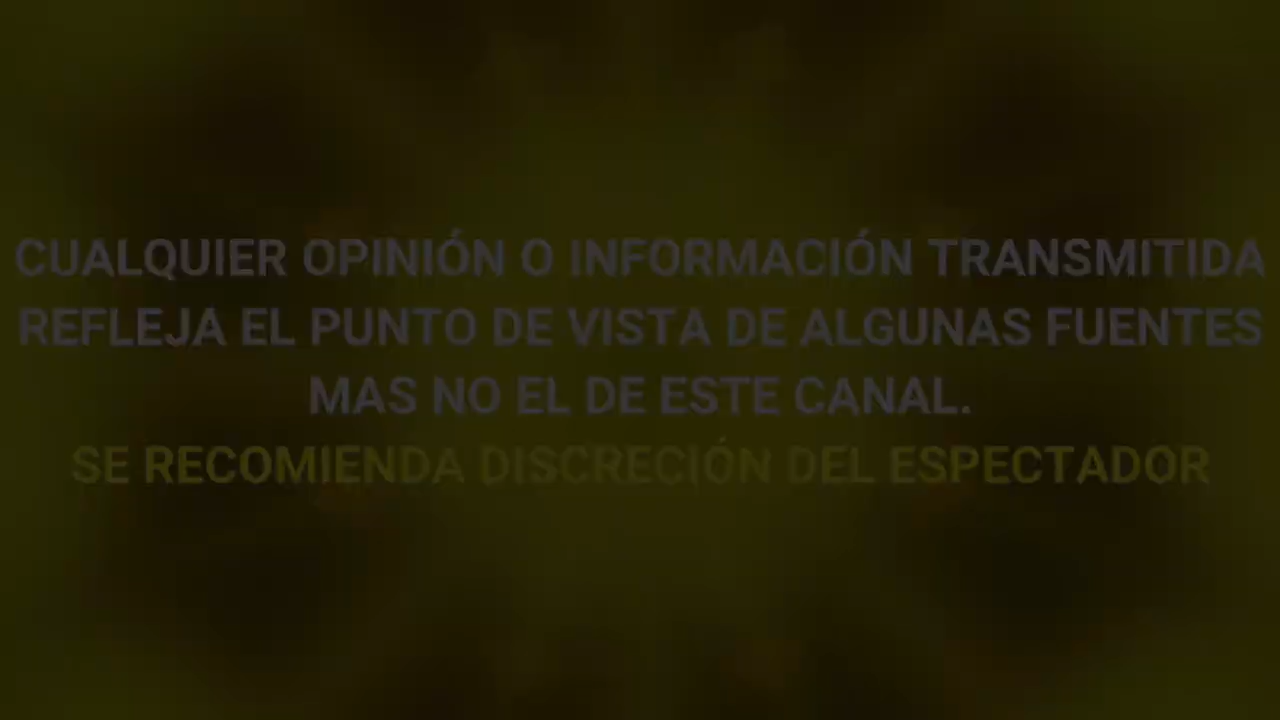 CUALQUIER OPINIÓN O INFORMACIÓN TRANSMITIDA
REFLEJA EL PUNTO DE VISTA DE ALGUNAS FUENTES
MAS NO EL DE ESTE CANAL.
SE RECOMIENDA DISCRECIÓN DEL ESPECTADOR